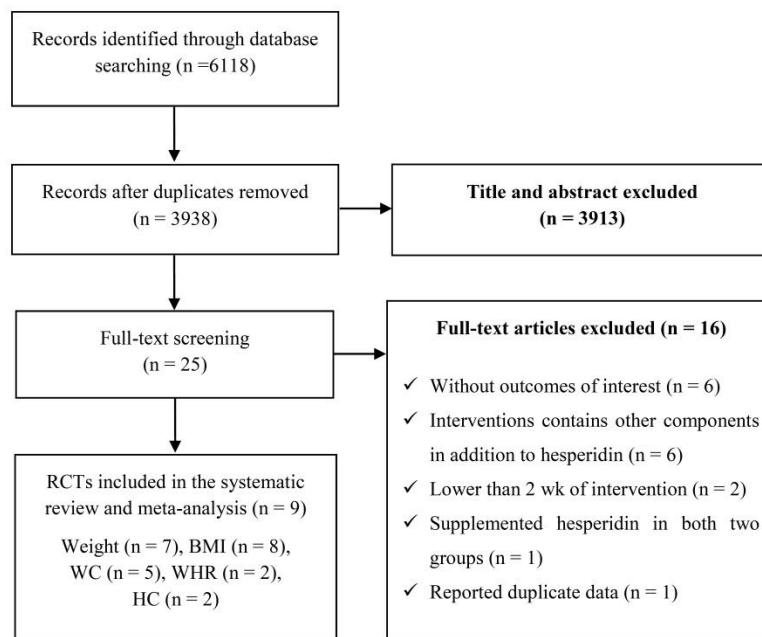 Records identified through database
searching (n =6118)
Records after duplicates removed
(n = 3938)
Title and abstract excluded
(n = 3913)
Full-text screening
(n = 25)
Full-text articles excluded (n = 16)
✓ Without outcomes of interest (n = 6)
✓ Interventions contains other components
in addition to hesperidin (n = 6)
✓ Lower than 2 wk of intervention (n = 2)
✓ Supplemented hesperidin in both two
groups (n = 1)
✓ Reported duplicate data (n = 1)
RCTs included in the systematic
review and meta-analysis (n = 9)
Weight (n = 7), BMI (n = 8),
WC (n = 5), WHR (n = 2),
HC (n = 2)